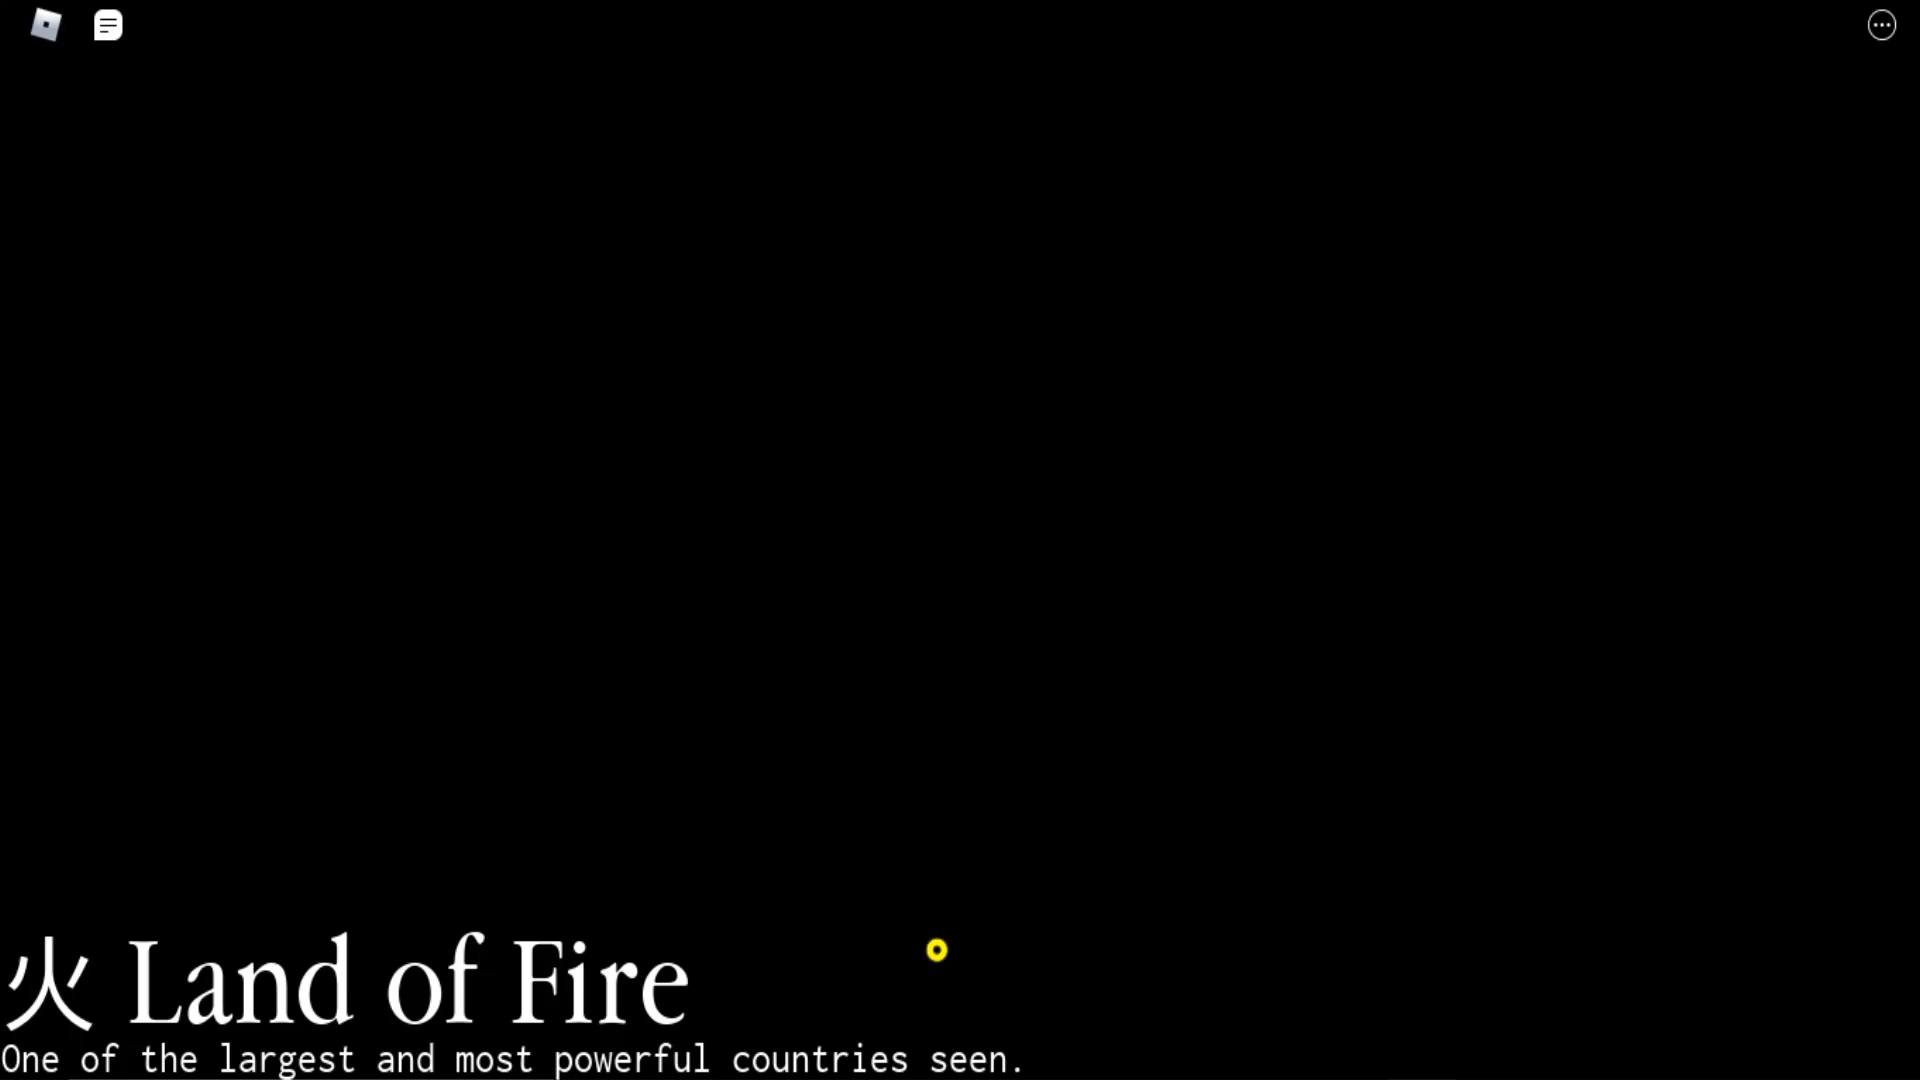 火 Land of Fire
One of the largest and most powerful countries seen.